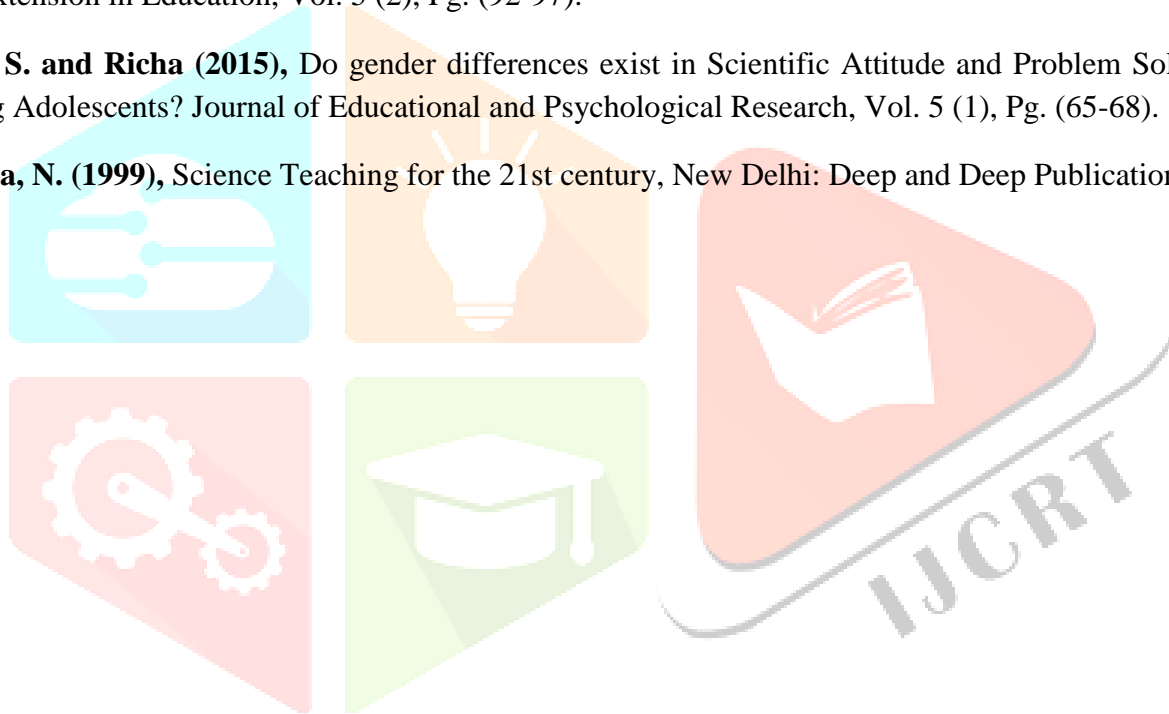 xtension in Education, Vol. 5 (2), Pg. (92-97).
S. and Richa (2015), Do gender differences exist in Scientific Attitude and Problem Sol
g Adolescents? Journal of Educational and Psychological Research, Vol. 5 (1), Pg. (65-68).
a, N. (1999), Science Teaching for the 21st century, New Delhi: Deep and Deep Publication
IJCRT